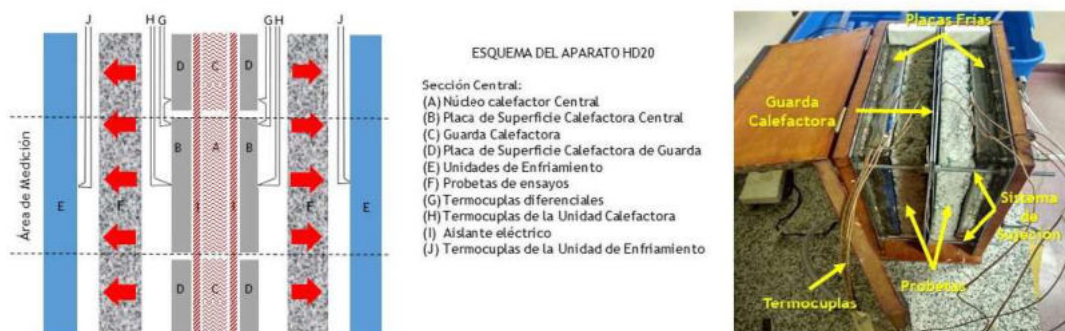 J H G G H J
D C D
B A B
E F F E
I I
D C D
Área de Medición
ESQUEMA DEL APARATO HD20
Sección Central:
(A) Núcleo calefactor Central
(B) Placa de Superficie Calefactora Central
(C) Guarda Calefactora
(D) Placa de Superficie Calefactora de Guarda
(E) Unidades de Enfriamiento
(F) Probetas de ensayos
(G) Termocuplas diferenciales
(H) Termocuplas de la Unidad Calefactora
(I) Aislante eléctrico
(J) Termocuplas de la Unidad de Enfriamiento
Placas Frías
Guarda
Calefactora
Sistema
de
Sujeción
Probetas
Termocuplas